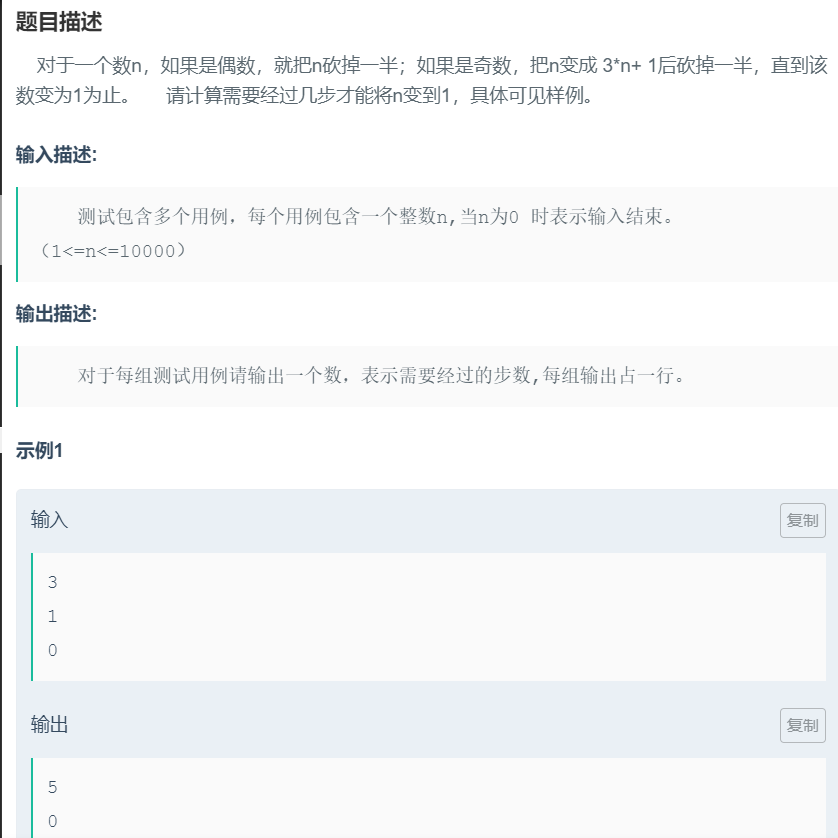 题目描述
对于一个数n，如果是偶数，就把n砍掉一半；如果是奇数，把n变成 3*n+ 1后砍掉一半，直到该
数变为1为止。 请计算需要经过几步才能将n变到1，具体可见样例。
输入描述:
测试包含多个用例，每个用例包含一个整数n,当n为0 时表示输入结束。
（1<=n<=10000）
输出描述:
对于每组测试用例请输出一个数，表示需要经过的步数,每组输出占一行。
示例1
输入
复制
3
1
0
输出
复制
5
0